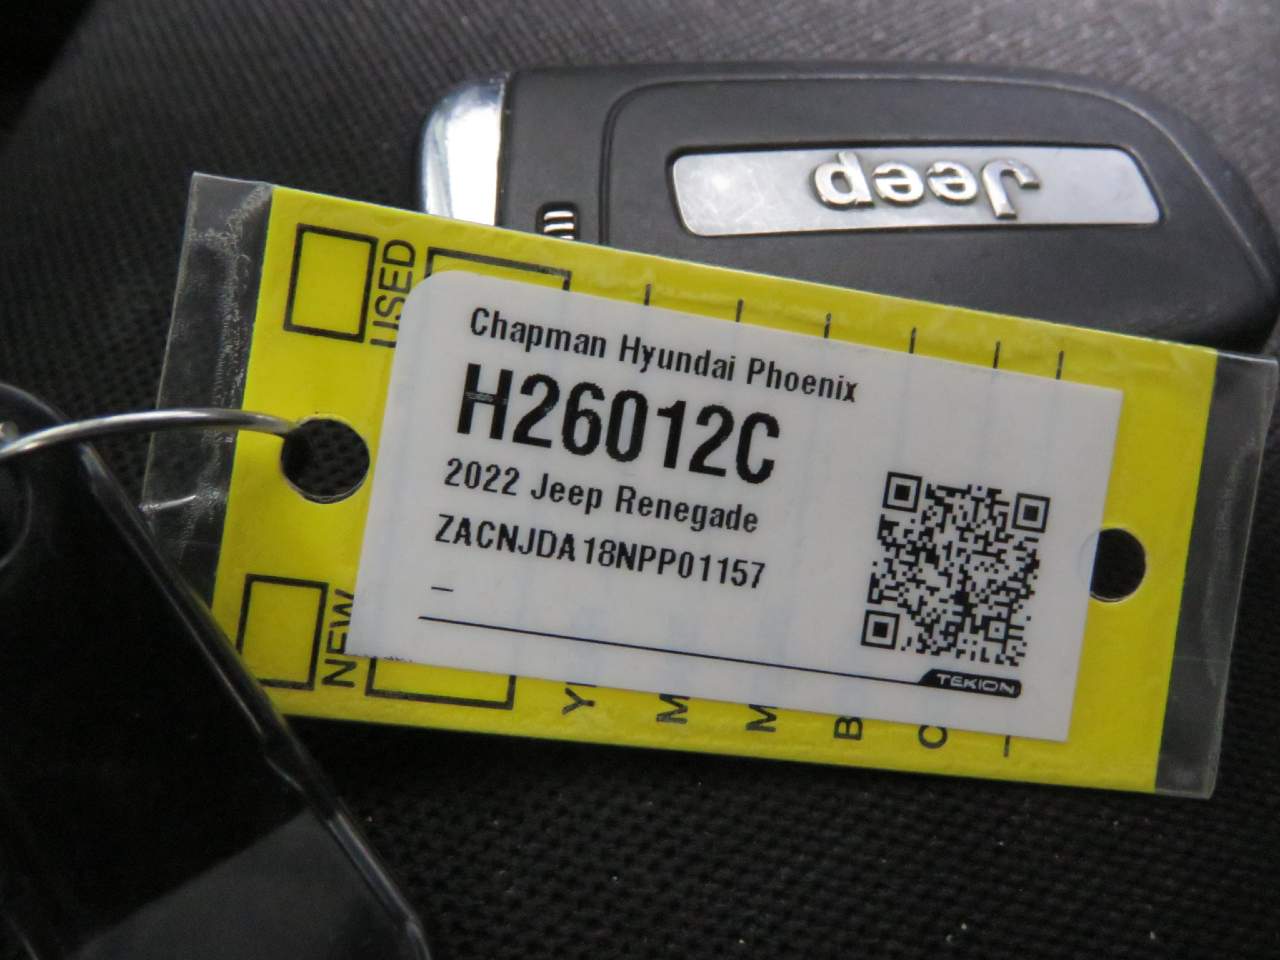 Jeep
USED
Chapman Hyundai Phoenix
H26012C
2022 Jeep Renegade
ZACNJDA18NPP01157
–
NEW
TEKION
Y
M
M
B
C